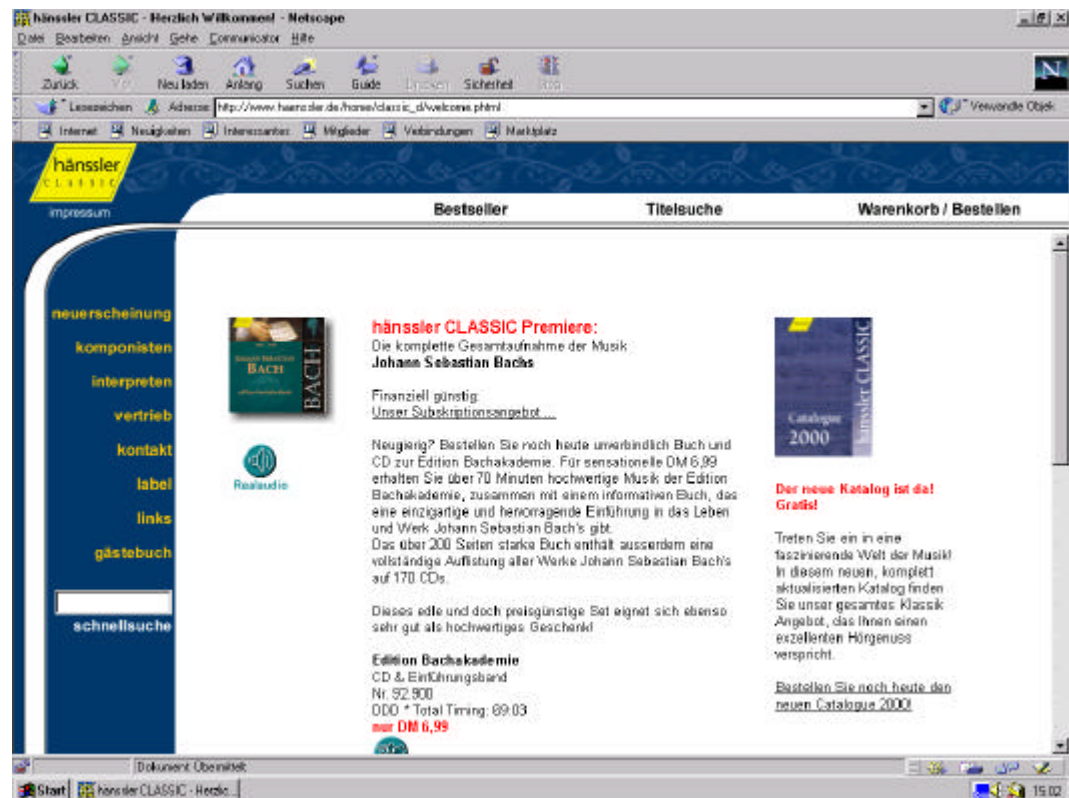 hänssler CLASSIC - Herzlich Willkommen! - Netscape
Datei Bearbeiten Ansicht Gehe Communicator Hilfe
Zurück Vor Neu laden Anfang Suchen Guide Drucken Sicherheit Stop
Lesezeichen Adresse http://www.haenssler.de/home/classic_d/welcome.phtml Verwandte Objek
Internet Neuigkeiten Interessantes Mitglieder Verbindungen Marktplatz
hänssler
CLASSIC
impressum
Bestseller Titelsuche Warenkorb / Bestellen
neuerscheinung
komponisten
interpreten
vertrieb
kontakt
label
links
gästebuch
schnellsuche
JOHANN SEBASTIAN
BACH
BACH
Realaudio
hänssler CLASSIC Premiere:
Die komplette Gesamtaufnahme der Musik
Johann Sebastian Bachs
Finanziell günstig:
Unser Subskriptionsangebot ...
Neugierig? Bestellen Sie noch heute unverbindlich Buch und
CD zur Edition Bachakademie. Für sensationelle DM 6,99
erhalten Sie über 70 Minuten hochwertige Musik der Edition
Bachakademie, zusammen mit einem informativen Buch, das
eine einzigartige und hervorragende Einführung in das Leben
und Werk Johann Sebastian Bach's gibt.
Das über 200 Seiten starke Buch enthält ausserdem eine
vollständige Auflistung aller Werke Johann Sebastian Bach's
auf 170 CDs.
Dieses edle und doch preisgünstige Set eignet sich ebenso
sehr gut als hochwertiges Geschenk!
Edition Bachakademie
CD & Einführungsband
Nr. 92.900
DDD * Total Timing: 69:03
nur DM 6,99
Catalogue
2000
hänssler CLASSIC
Der neue Katalog ist da!
Gratis!
Treten Sie ein in eine
faszinierende Welt der Musik!
In diesem neuen, komplett
aktualisierten Katalog finden
Sie unser gesamtes Klassik
Angebot, das Ihnen einen
exzellenten Hörgenuss
verspricht.
Bestellen Sie noch heute den
neuen Catalogue 2000!
Dokument Übermittelt
Start hänssler CLASSIC - Herzlic... 15:02